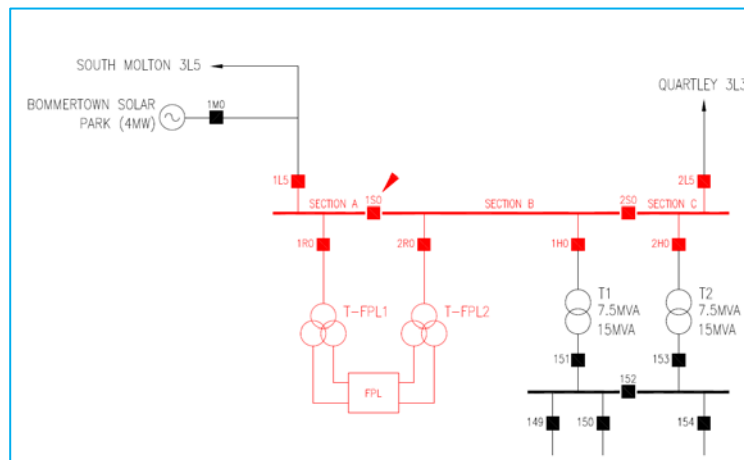 SOUTH MOLTON 3L5
QUARTLEY 3L3
BOMMERTOWN SOLAR
PARK (4MW)
1M0
1L5
2L5
SECTION A
1S0
SECTION B
2S0
SECTION C
1R0
2R0
1H0
2H0
T-FPL1
T-FPL2
T1
7.5MVA
15MVA
T2
7.5MVA
15MVA
151
153
FPL
152
149
150
154